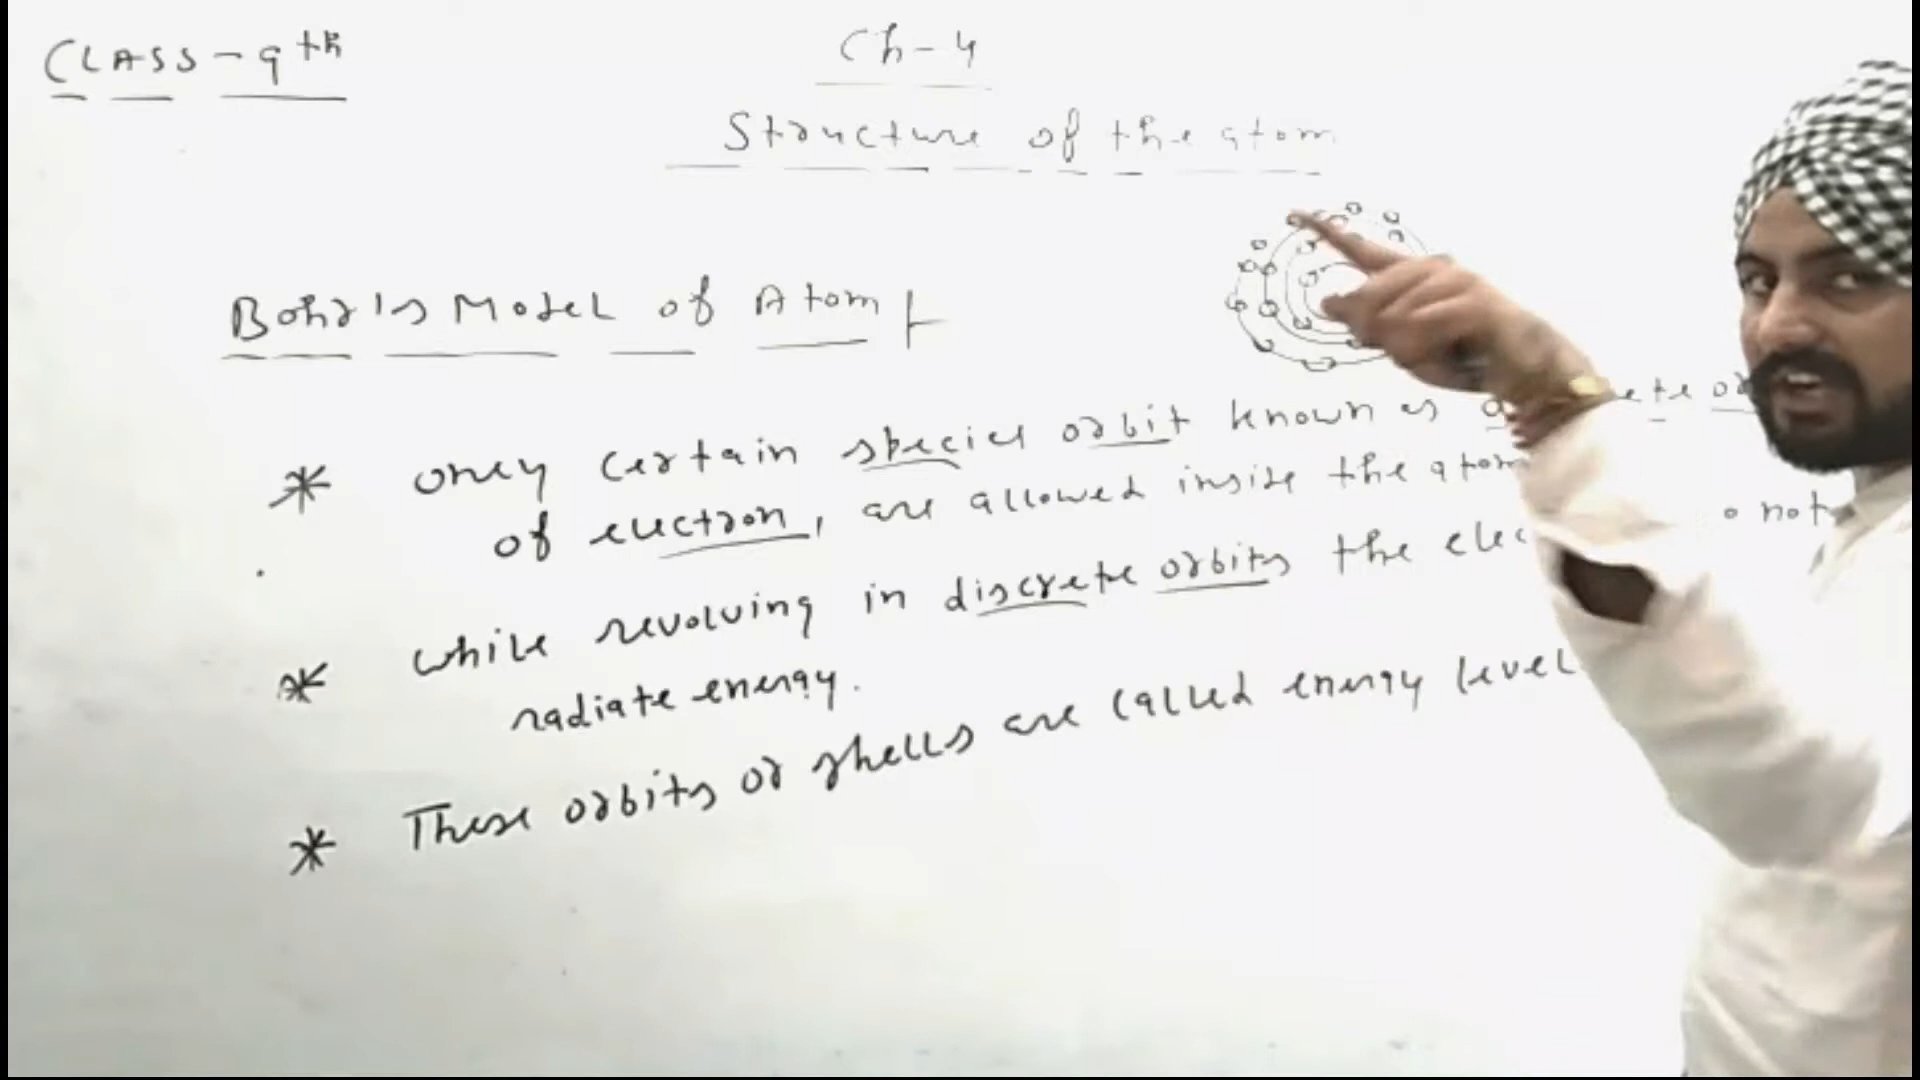 CLASS-9th
Ch-4
Structure of the atom
Bohr's Model of Atom
* only certain special orbit known as
of electron, are allowed inside the atom
* while revolving in discrete orbits the do not
radiate energy.
* These orbits or shells are called energy level